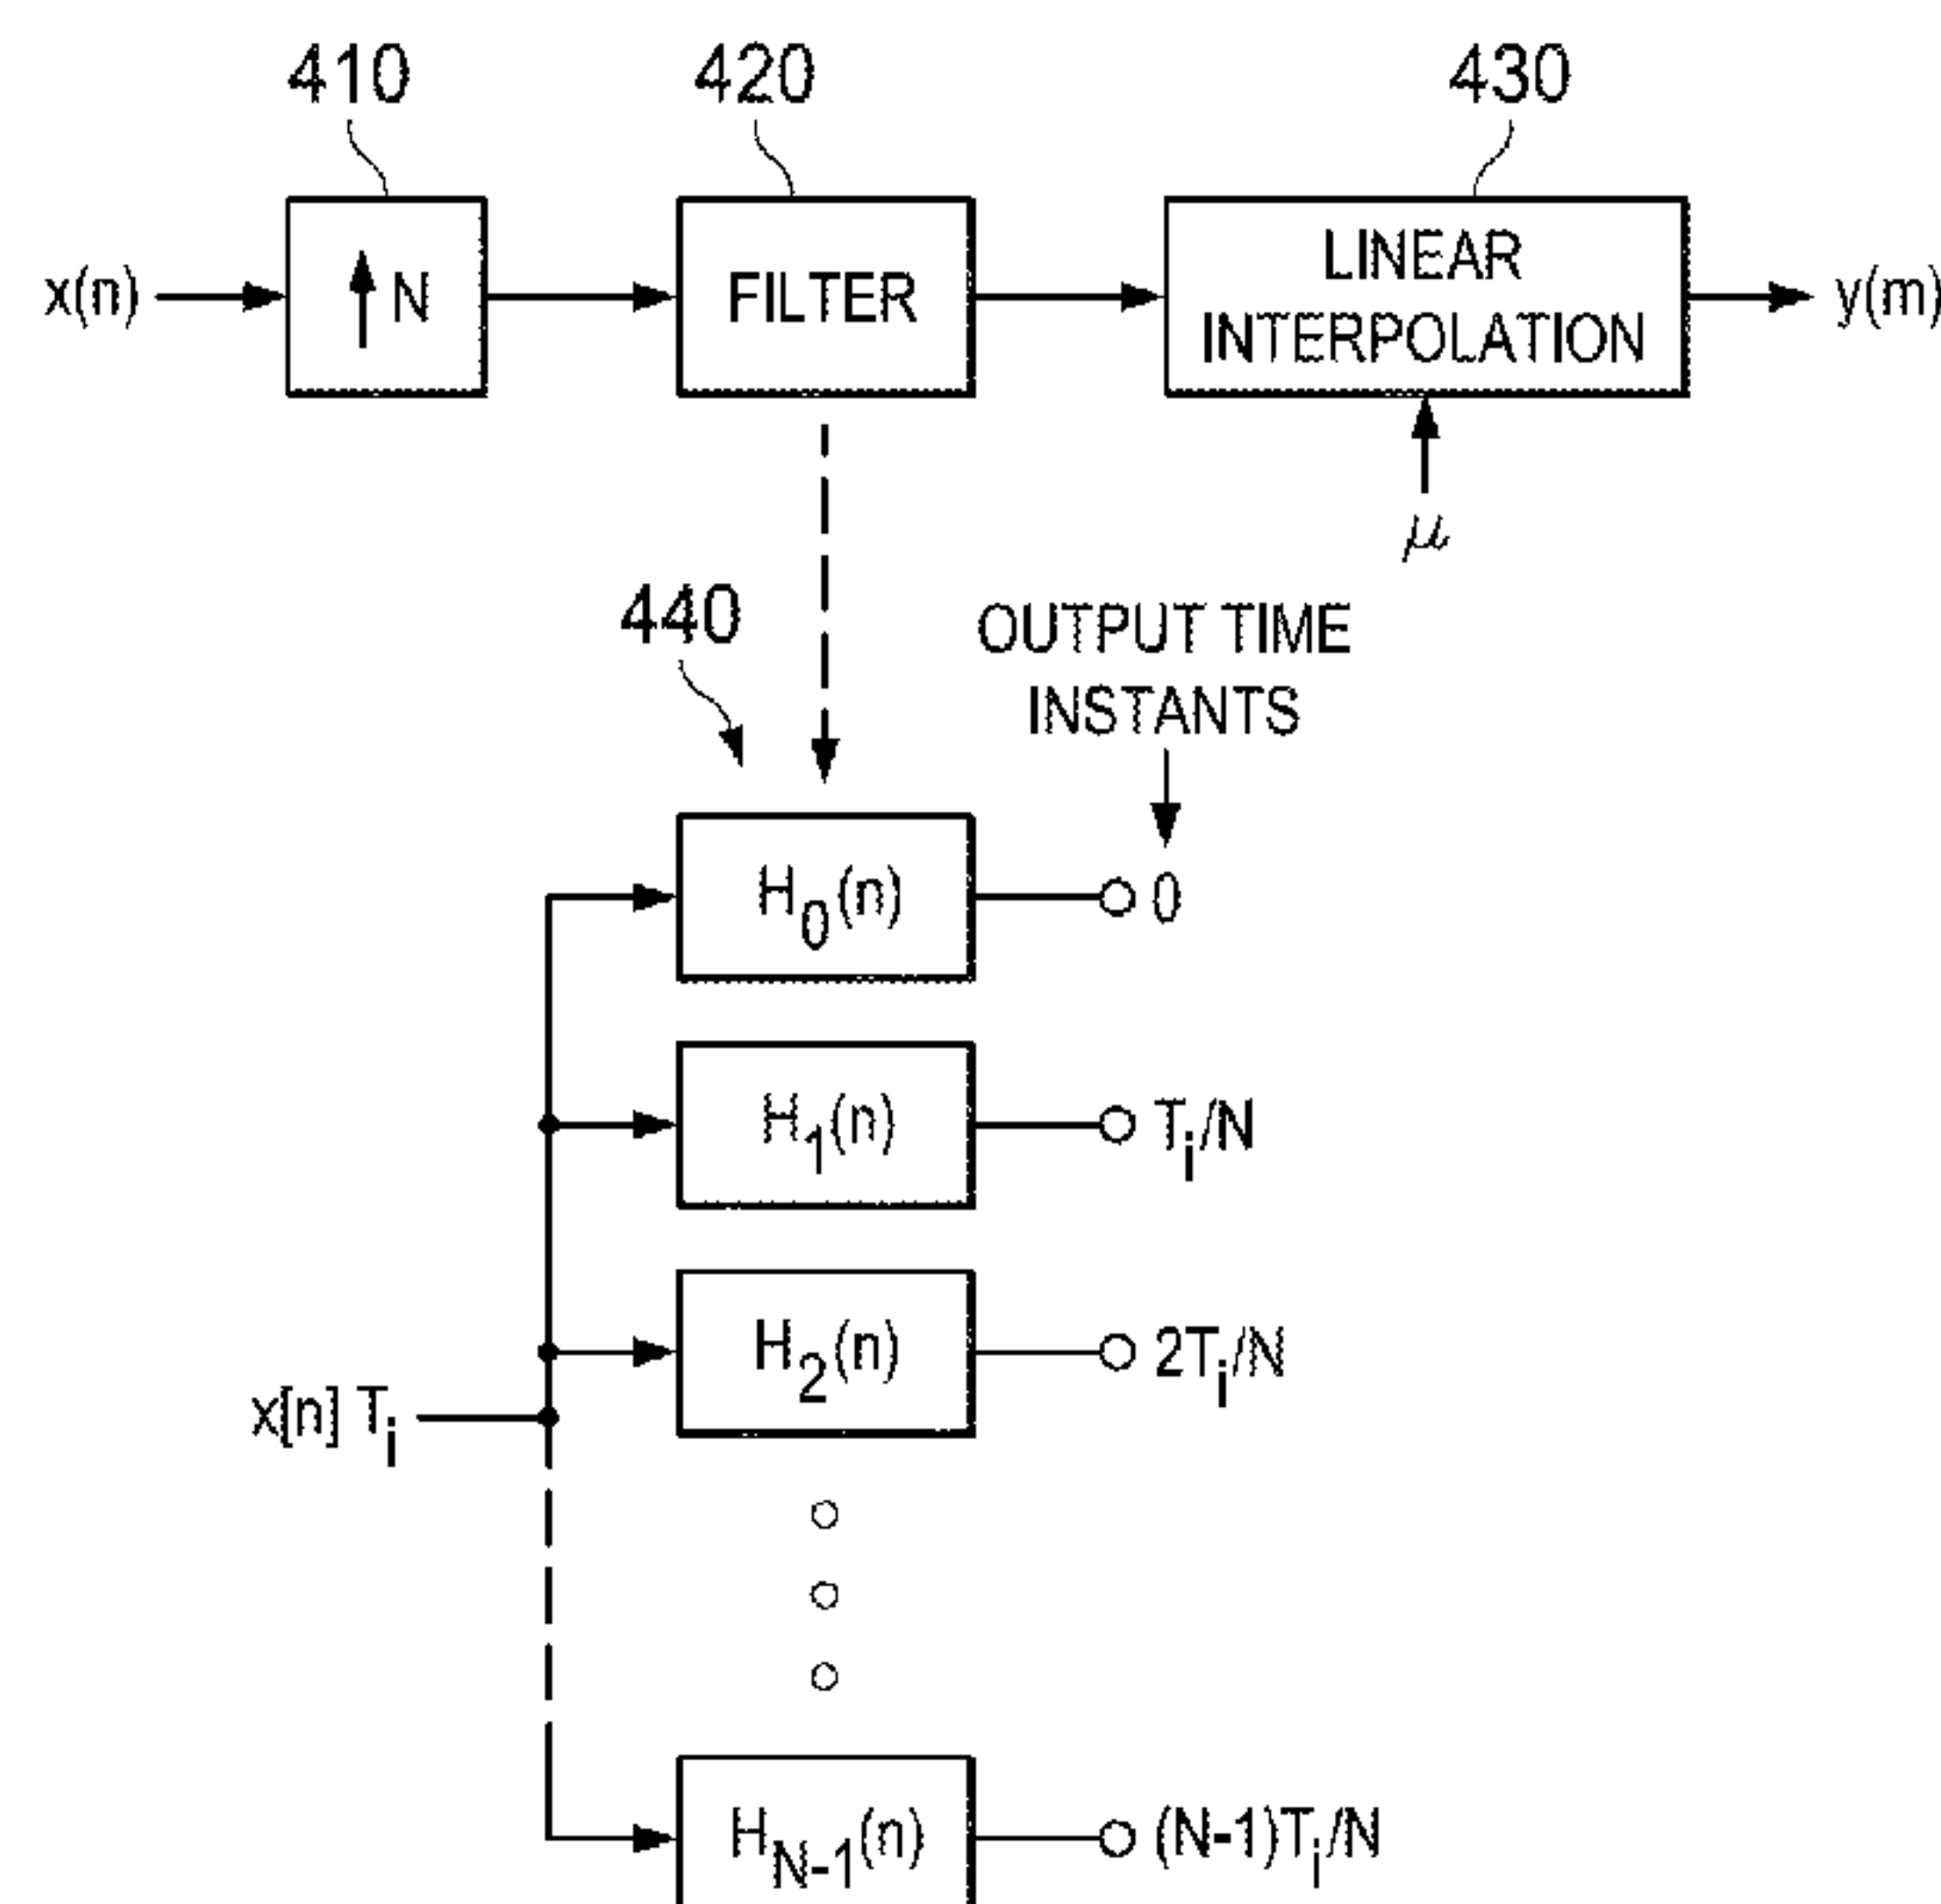 410
420
430
x(n)
N
FILTER
LINEAR
INTERPOLATION
y(m)
μ
440
OUTPUT TIME
INSTANTS
H0(n)
0
H1(n)
Ti/N
H2(n)
2Ti/N
x[n] Ti
HN-1(n)
(N-1)Ti/N